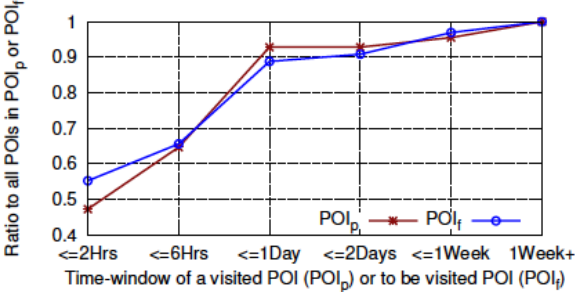 Ratio to all POIs in POIp or POIf
1
0.9
0.8
0.7
0.6
0.5
0.4
POIp
POIf
<=2Hrs <=6Hrs <=1Day <=2Days <=1Week 1Week+
Time-window of a visited POI (POIp) or to be visited POI (POIf)